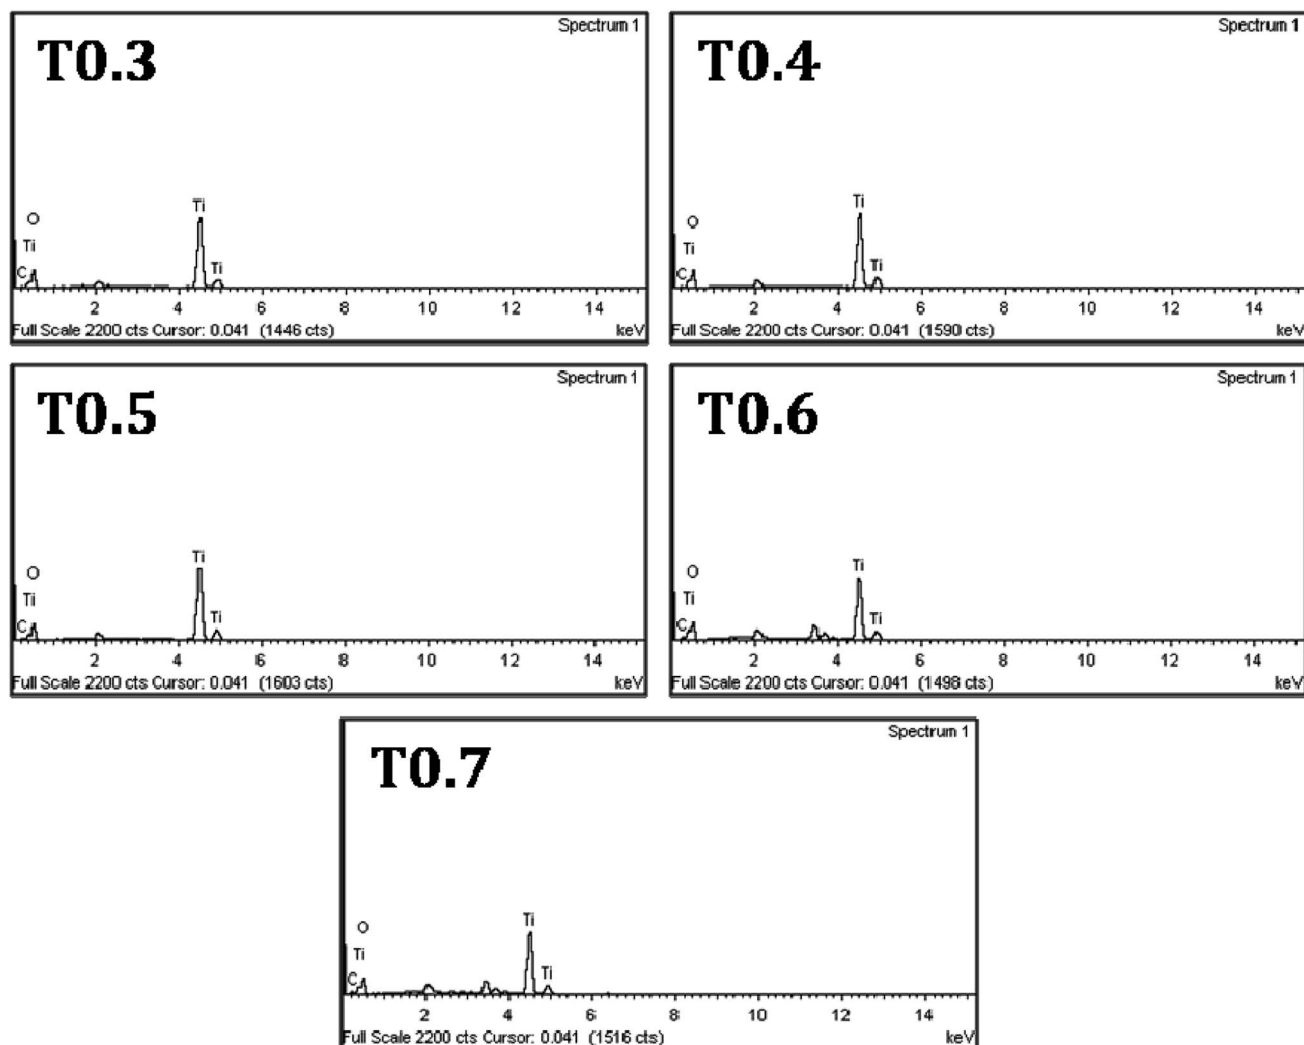 Spectrum 1
T0.3
Ti
O
Ti
Ti
C
2 4 6 8 10 12 14
Full Scale 2200 cts Cursor: 0.041 (1446 cts) keV
Spectrum 1
T0.4
Ti
O
Ti
Ti
C
2 4 6 8 10 12 14
Full Scale 2200 cts Cursor: 0.041 (1590 cts) keV
Spectrum 1
T0.5
Ti
O
Ti
Ti
C
2 4 6 8 10 12 14
Full Scale 2200 cts Cursor: 0.041 (1603 cts) keV
Spectrum 1
T0.6
Ti
O
Ti
Ti
C
2 4 6 8 10 12 14
Full Scale 2200 cts Cursor: 0.041 (1498 cts) keV
Spectrum 1
T0.7
Ti
O
Ti
Ti
C
2 4 6 8 10 12 14
Full Scale 2200 cts Cursor: 0.041 (1516 cts) keV